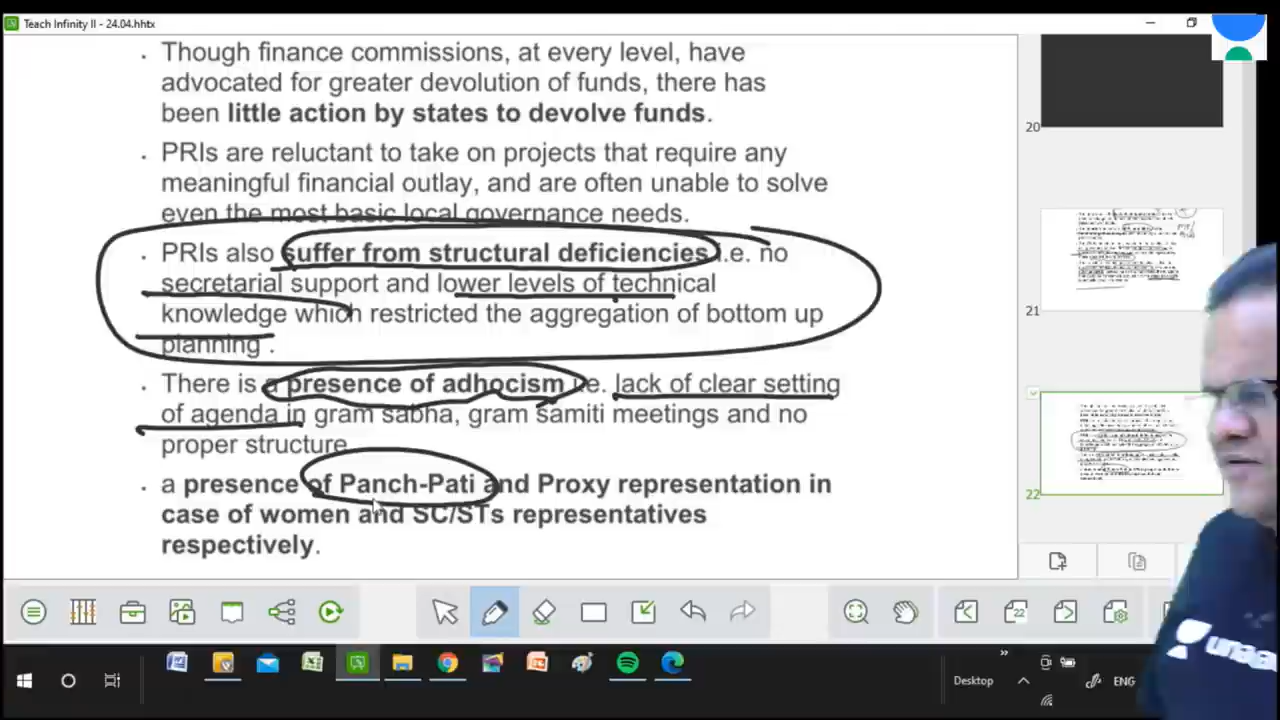 Teach Infinity II - 24.04.hhtx
Though finance commissions, at every level, have
advocated for greater devolution of funds, there has
been little action by states to devolve funds.
20
PRIs are reluctant to take on projects that require any
meaningful financial outlay, and are often unable to solve
even the most basic local governance needs.
PRIs also suffer from structural deficiencies i.e. no
secretarial support and lower levels of technical
knowledge which restricted the aggregation of bottom up
planning .
21
There is a presence of adhocism i.e. lack of clear setting
of agenda in gram sabha, gram samiti meetings and no
proper structure.
a presence of Panch-Pati and Proxy representation in
case of women and SC/STs representatives
respectively.
22
22
Desktop
ENG